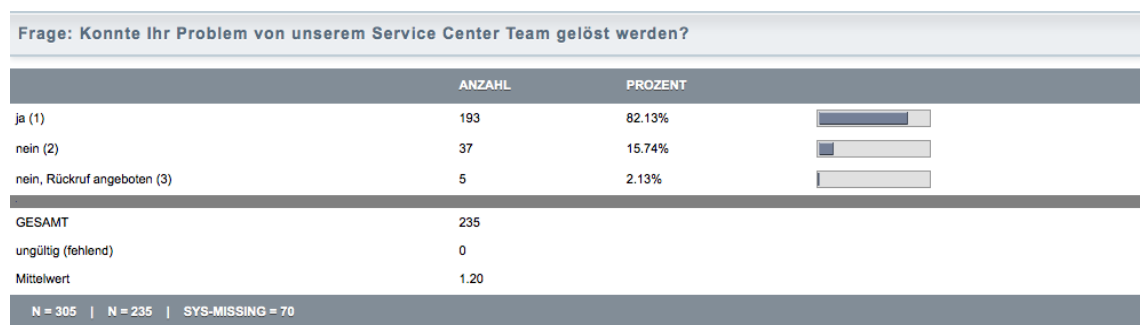 Frage: Konnte Ihr Problem von unserem Service Center Team gelöst werden?
ANZAHL PROZENT
ja (1) 193 82.13%
nein (2) 37 15.74%
nein, Rückruf angeboten (3) 5 2.13%
GESAMT 235
ungültig (fehlend) 0
Mittelwert 1.20
N = 305 | N = 235 | SYS-MISSING = 70